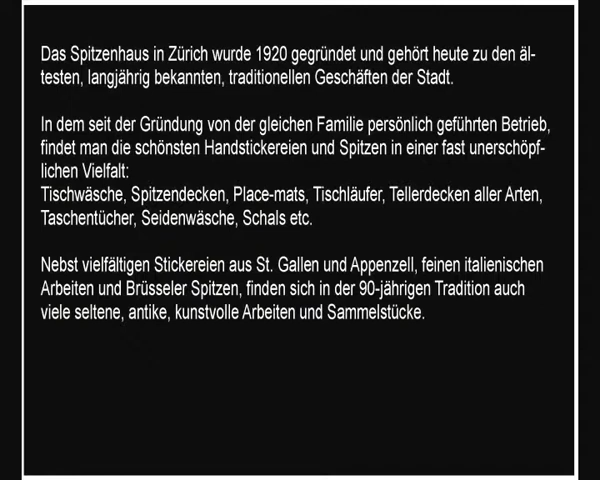 Das Spitzenhaus in Zürich wurde 1920 gegründet und gehört heute zu den äl-
testen, langjährig bekannten, traditionellen Geschäften der Stadt.
In dem seit der Gründung von der gleichen Familie persönlich geführten Betrieb,
findet man die schönsten Handstickereien und Spitzen in einer fast unerschöpf-
lichen Vielfalt:
Tischwäsche, Spitzendecken, Place-mats, Tischläufer, Tellerdecken aller Arten,
Taschentücher, Seidenwäsche, Schals etc.
Nebst vielfältigen Stickereien aus St. Gallen und Appenzell, feinen italienischen
Arbeiten und Brüsseler Spitzen, finden sich in der 90-jährigen Tradition auch
viele seltene, antike, kunstvolle Arbeiten und Sammelstücke.